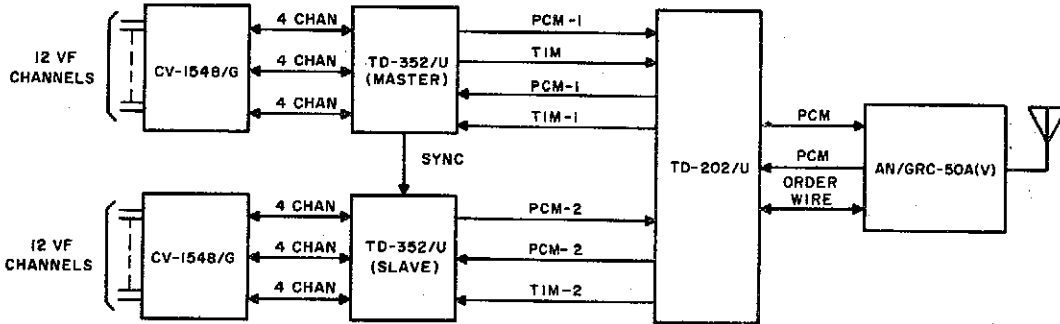 12 VF
CHANNELS
CV-1548/G
4 CHAN
4 CHAN
4 CHAN
TD-352/U
(MASTER)
PCM-1
TIM
PCM-1
TIM-1
SYNC
12 VF
CHANNELS
CV-1548/G
4 CHAN
4 CHAN
4 CHAN
TD-352/U
(SLAVE)
PCM-2
PCM-2
TIM-2
TD-202/U
PCM
PCM
ORDER
WIRE
AN/GRC-50A(V)